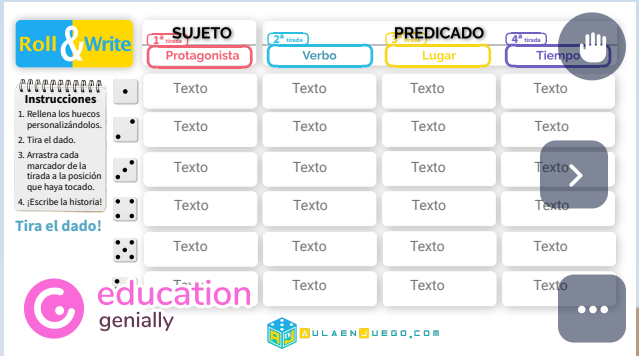 Roll & Write
SUJETO
PREDICADO
1ª tirada
2ª tirada
4ª tirada
Protagonista
Verbo
Lugar
Tiempo
Instrucciones
1. Rellena los huecos
personalizándolos.
2. Tira el dado.
3. Arrastra cada
marcador de la
tirada a la posición
que haya tocado.
4. ¡Escribe la historia!
Tira el dado!
Texto Texto Texto Texto
Texto Texto Texto Texto
Texto Texto Texto Texto
Texto Texto Texto Texto
Texto Texto Texto Texto
Texto Texto Texto Texto
education
genially
AULAENJUEGO.COM